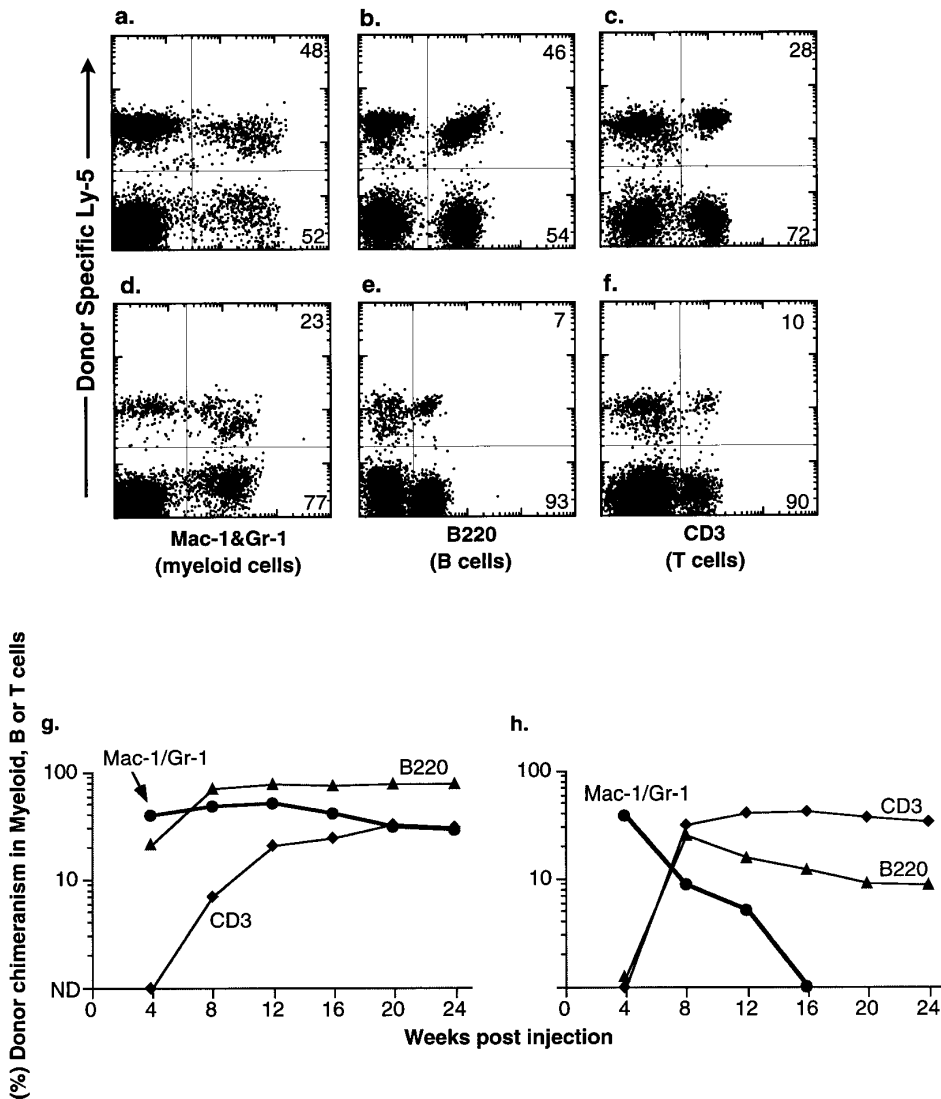 a.
b.
c.
48
46
28
52
54
72
d.
e.
f.
23
7
10
77
93
90
Donor Specific Ly-5
Mac-1&Gr-1
(myeloid cells)
B220
(B cells)
CD3
(T cells)
(%) Donor chimeranism in Myeloid, B or T cells
g.
h.
Mac-1/Gr-1
B220
CD3
100
10
ND
0 4 8 12 16 20 24
Mac-1/Gr-1
CD3
B220
100
10
0 4 8 12 16 20 24
Weeks post injection